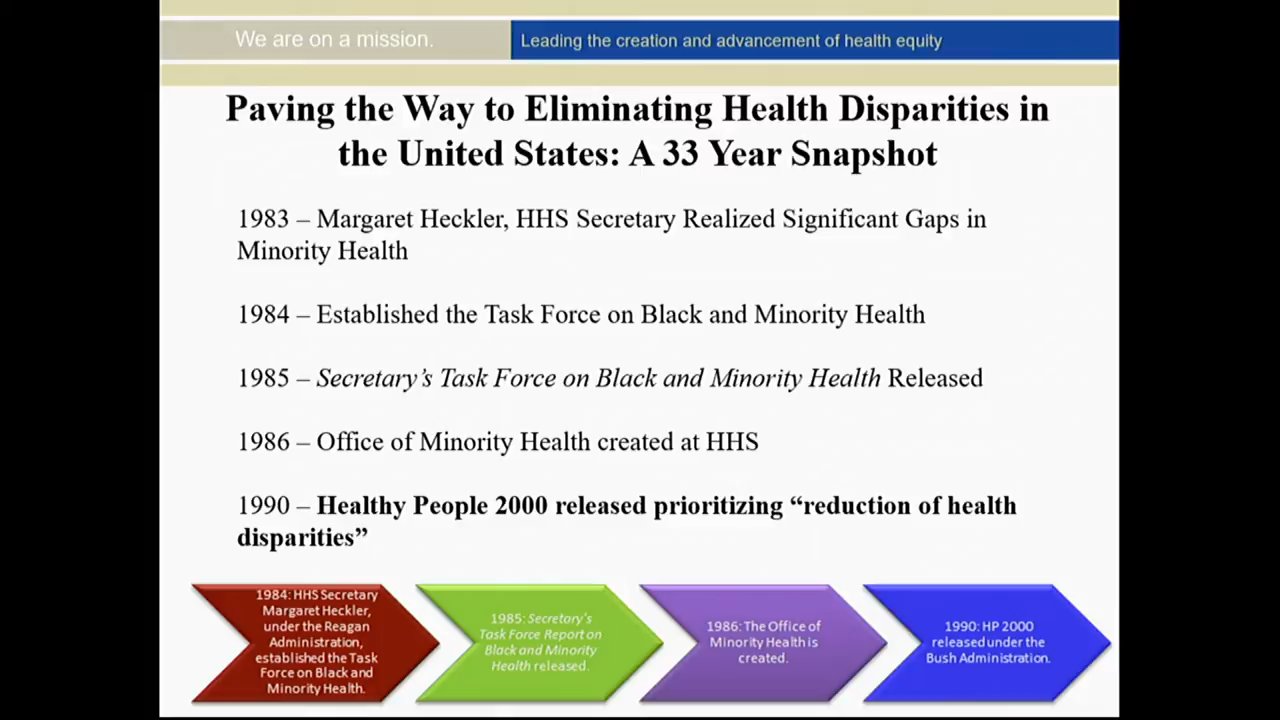 We are on a mission.
Leading the creation and advancement of health equity
Paving the Way to Eliminating Health Disparities in
the United States: A 33 Year Snapshot
1983 – Margaret Heckler, HHS Secretary Realized Significant Gaps in
Minority Health
1984 – Established the Task Force on Black and Minority Health
1985 – Secretary’s Task Force on Black and Minority Health Released
1986 – Office of Minority Health created at HHS
1990 – Healthy People 2000 released prioritizing “reduction of health
disparities”
1984: HHS Secretary
Margaret Heckler,
under the Reagan
Administration,
established the Task
Force on Black and
Minority Health.
1985: Secretary’s
Task Force Report on
Black and Minority
Health released.
1986: The Office of
Minority Health is
created.
1990: HP 2000
released under the
Bush Administration.